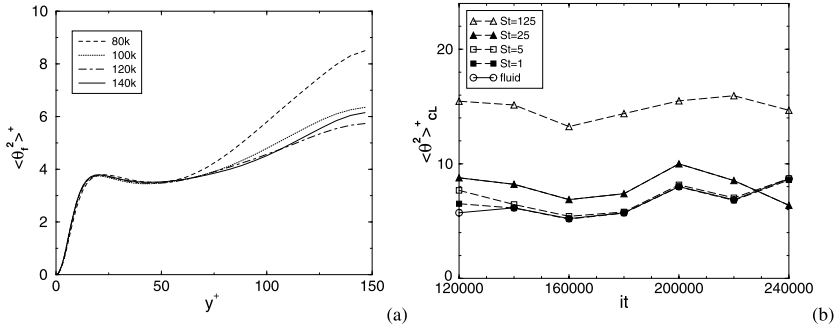 10
8
6
4
2
0
<θf²>+
80k
100k
120k
140k
0
50
100
150
y+
(a)
20
10
0
<θ²>+CL
St=125
St=25
St=5
St=1
fluid
120000
160000
200000
240000
it
(b)